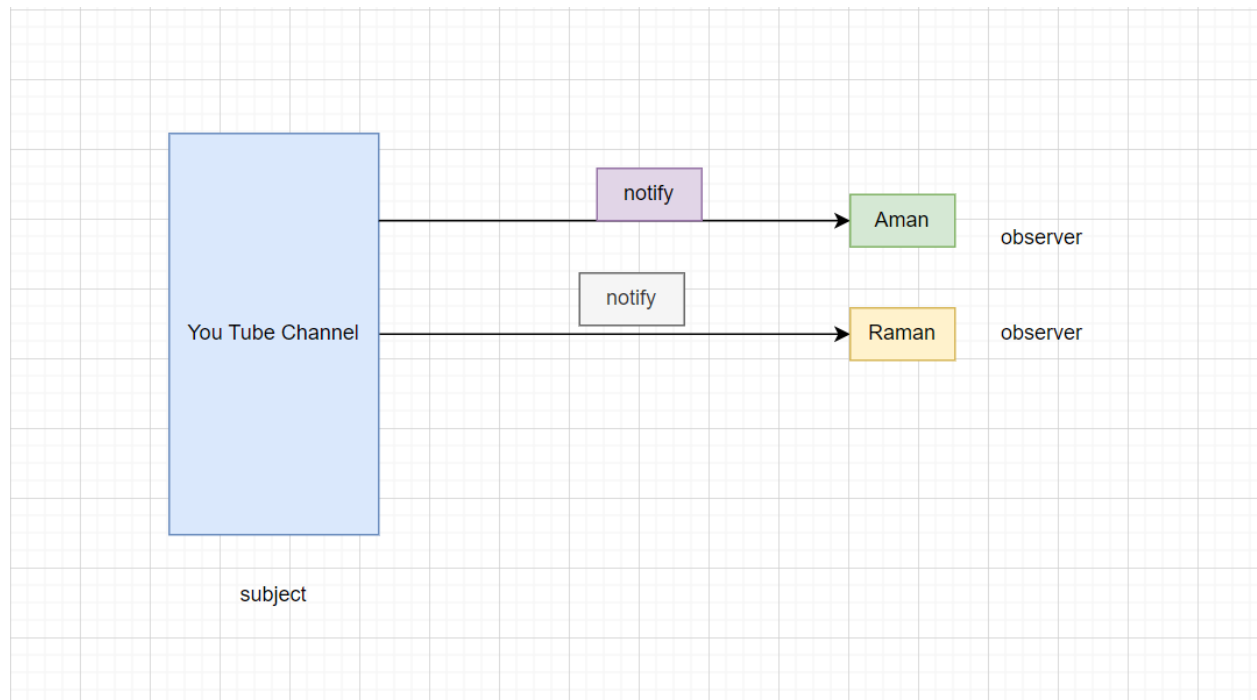 notify
Aman
observer
notify
You Tube Channel
Raman
observer
subject